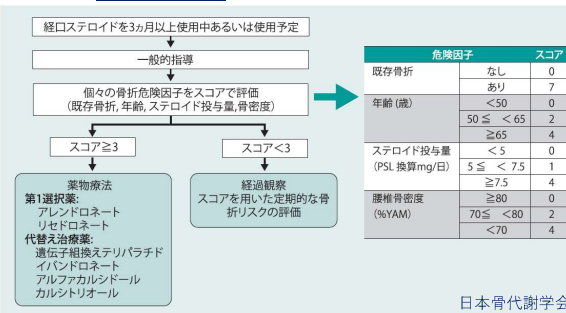 経口ステロイドを3ヵ月以上使用中あるいは使用予定
一般的指導
個々の骨折危険因子をスコアで評価
(既存骨折, 年齢, ステロイド投与量, 骨密度)
スコア≧3
スコア<3
薬物療法
第1選択薬:
アレンドロネート
リセドロネート
代替え治療薬:
遺伝子組換えテリパラチド
イバンドロネート
アルファカルシドール
カルシトリオール
経過観察
スコアを用いた定期的な骨
折リスクの評価
危険因子 スコア
既存骨折 なし 0
あり 7
年齢 (歳) <50 0
50≦ <65 2
≧65 4
ステロイド投与量 <5 0
(PSL 換算mg/日) 5≦ <7.5 1
≧7.5 4
腰椎骨密度 ≧80 0
(%YAM) 70≦ <80 2
<70 4
日本骨代謝学会